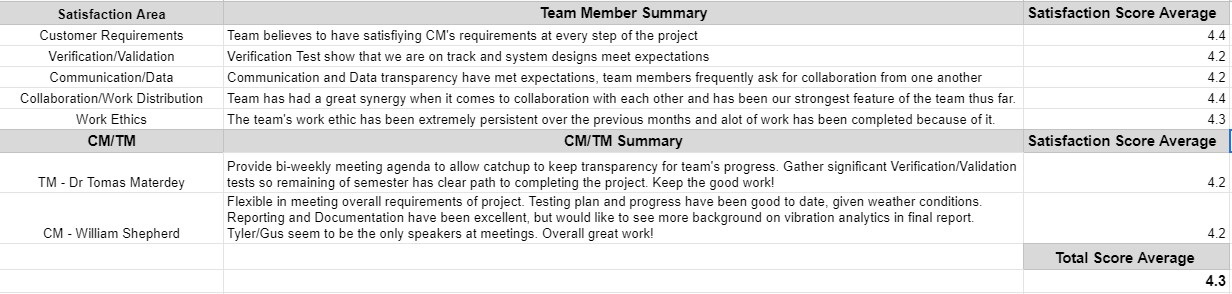 Satisfaction Area Team Member Summary Satisfaction Score Average
Customer Requirements Team believes to have satisfiying CM's requirements at every step of the project 4.4
Verification/Validation Verification Test show that we are on track and system designs meet expectations 4.2
Communication/Data Communication and Data transparency have met expectations, team members frequently ask for collaboration from one another 4.2
Collaboration/Work Distribution Team has had a great synergy when it comes to collaboration with each other and has been our strongest feature of the team thus far. 4.4
Work Ethics The team's work ethic has been extremely persistent over the previous months and alot of work has been completed because of it. 4.3
CM/TM CM/TM Summary Satisfaction Score Average
Provide bi-weekly meeting agenda to allow catchup to keep transparency for team's progress. Gather significant Verification/Validation
TM - Dr Tomas Materdey tests so remaining of semester has clear path to completing the project. Keep the good work! 4.2
Flexible in meeting overall requirements of project. Testing plan and progress have been good to date, given weather conditions.
Reporting and Documentation have been excellent, but would like to see more background on vibration analytics in final report.
CM - William Shepherd Tyler/Gus seem to be the only speakers at meetings. Overall great work! 4.2
Total Score Average
4.3